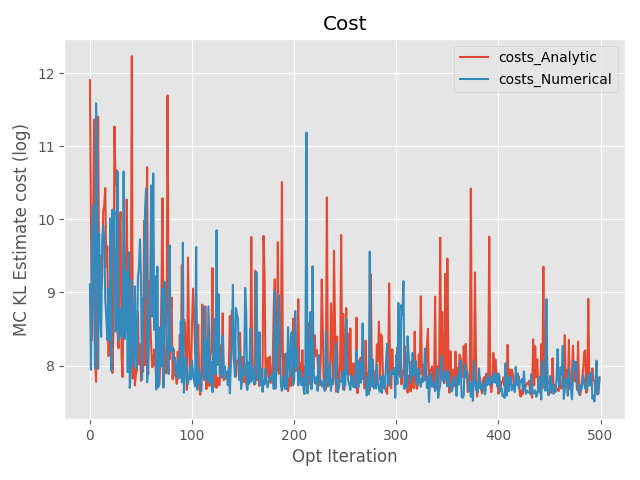 Cost
costs_Analytic
costs_Numerical
MC KL Estimate cost (log)
12
11
10
9
8
0
100
200
300
400
500
Opt Iteration